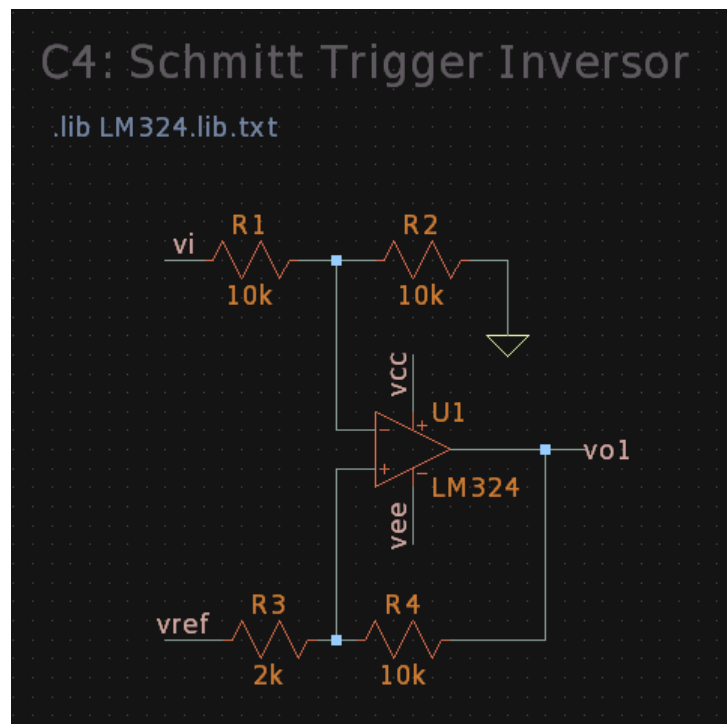 C4: Schmitt Trigger Inversor
.lib LM324.lib.txt
R1
R2
vi
10k
10k
vcc
U1
+
−
+
−
vo1
LM324
vee
R3
R4
vref
2k
10k